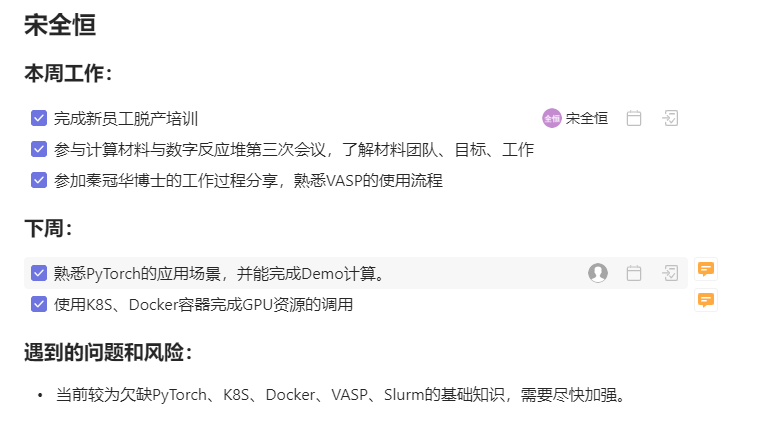 宋全恒
本周工作：
完成新员工脱产培训 全恒 宋全恒
参与计算材料与数字反应堆第三次会议，了解材料团队、目标、工作
参加秦冠华博士的工作过程分享，熟悉VASP的使用流程
下周：
熟悉PyTorch的应用场景，并能完成Demo计算。
使用K8S、Docker容器完成GPU资源的调用
遇到的问题和风险：
• 当前较为欠缺PyTorch、K8S、Docker、VASP、Slurm的基础知识，需要尽快加强。